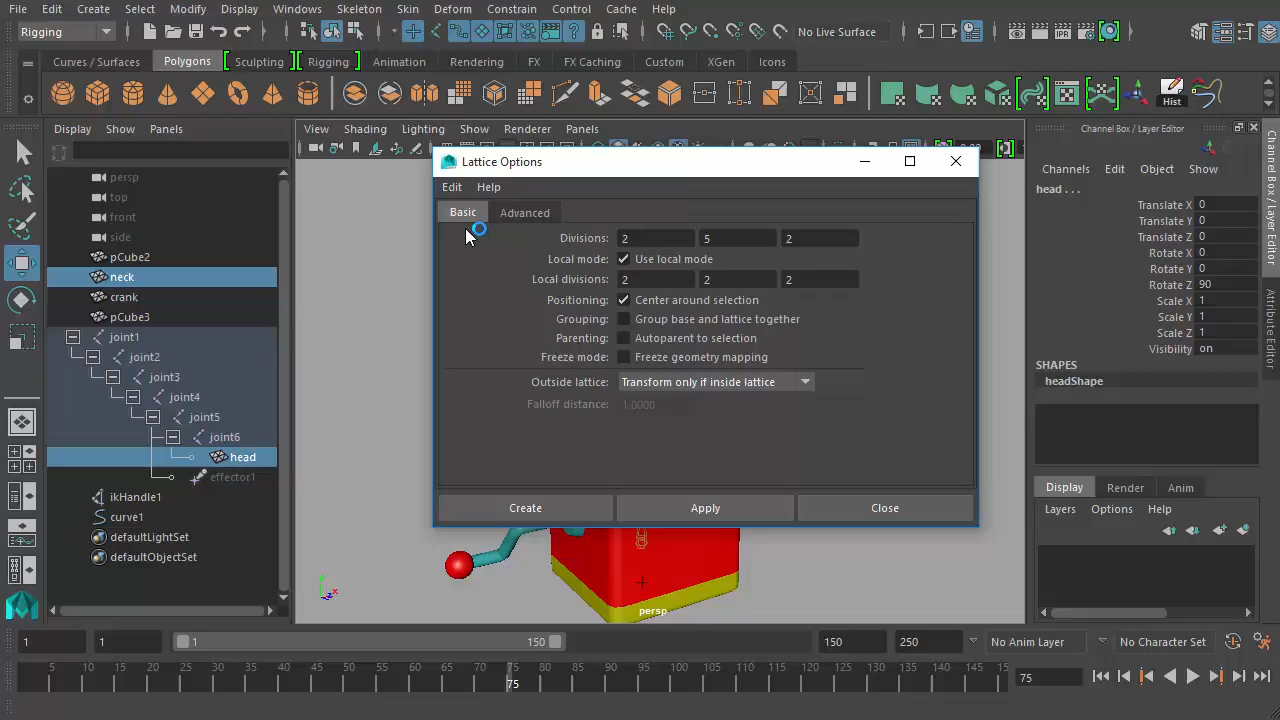 File Edit Create Select Modify Display Windows Skeleton Skin Deform Constrain Control Cache Help
Rigging
No Live Surface
Curves / Surfaces Polygons Sculpting Rigging Animation Rendering FX FX Caching Custom XGen Icons
Hist
Display Show Panels
View Shading Lighting Show Renderer Panels
Channel Box / Layer Editor
Lattice Options
Edit Help
Basic Advanced
Divisions: 2 5 2
Local mode: Use local mode
Local divisions: 2 2 2
Positioning: Center around selection
Grouping: Group base and lattice together
Parenting: Autoparent to selection
Freeze mode: Freeze geometry mapping
Outside lattice: Transform only if inside lattice
Falloff distance: 1.0000
Create Apply Close
persp
top
front
side
pCube2
neck
crank
pCube3
joint1
joint2
joint3
joint4
joint5
joint6
head
effector1
ikHandle1
curve1
defaultLightSet
defaultObjectSet
persp
Channels Edit Object Show
head . . .
Translate X 0
Translate Y 0
Translate Z 0
Rotate X 0
Rotate Y 0
Rotate Z 90
Scale X 1
Scale Y 1
Scale Z 1
Visibility on
SHAPES
headShape
Display Render Anim
Layers Options Help
Channel Box / Layer Editor
Attribute Editor
1 1 1 150 150 250 No Anim Layer No Character Set
5 10 15 20 25 30 35 40 45 50 55 60 65 70 75 80 85 90 95 100 105 110 115 120 125 130 135 140 145 15
75
75